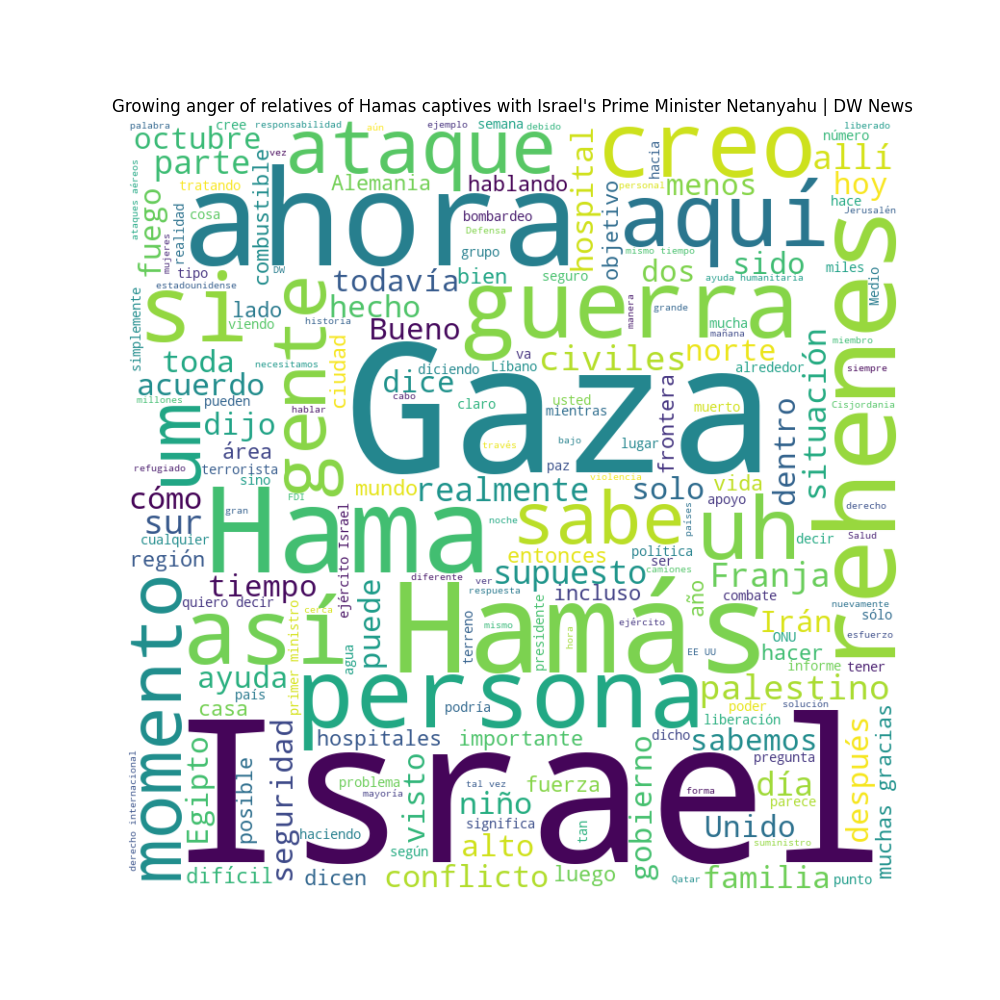 Growing anger of relatives of Hamas captives with Israel's Prime Minister Netanyahu | DW News
palabra
cree
responsabilidad
aún
ejemplo
semana
debido
liberado
octubre
vez
ataque
creo
número
parte
hospital
hacia
allí
ataques aéreos
fuego
mujeres
realidad
tratando
combustible
Alemania
hablando
objetivo
personal
menos
hoy
hace
Jerusalén
cosa
ahora
bombardeo
Defensa
aquí
rehenes
grupo
mismo tiempo
tipo
DW
estadounidense
todavía
bien
seguro
dos
sido
ayuda humanitaria
miles
Medio
si
gente
lado
viendo
hecho
historia
Bueno
guerra
manera
grande
mucha
mañana
simplemente
necesitamos
ciudad
va
civiles
norte
miembro
toda
acuerdo
dice
diciendo
Líbano
alrededor
siempre
millones
pueden
um
hablar
cabo
Gaza
claro
usted
mientras
frontera
muerto
dentro
situación
Cisjordania
dijo
área
través
bajo
lugar
refugiado
terrorista
sino
mundo
realmente
paz
violencia
solo
vida
cómo
FDI
apoyo
derecho
sur
gran
Hama
ejército Israel
noche
sabe
países
uh
decir
Salud
cualquier
región
entonces
política
ser
tiempo
diferente
ver
respuesta
supuesto
incluso
camiones
año
Franja
quiero decir
primer ministro
cerca
puede
combate
nuevamente
sólo
momento
así
Hamás
mismo
terreno
presidente
hora
ejército
Irán
ONU
esfuerzo
EE UU
hacer
informe
tener
agua
ayuda
país
casa
persona
podría
palestino
poder
solución
liberación
derecho internacional
Egipto
posible
seguridad
Israel
hospitales
importante
dicho
sabemos
pregunta
después
muchas gracias
visto
problema
mayoría
tal vez
fuerza
gobierno
forma
día
parece
niño
haciendo
significa
tan
Unido
según
alto
suministro
difícil
dicen
conflicto
luego
Qatar
familia
punto